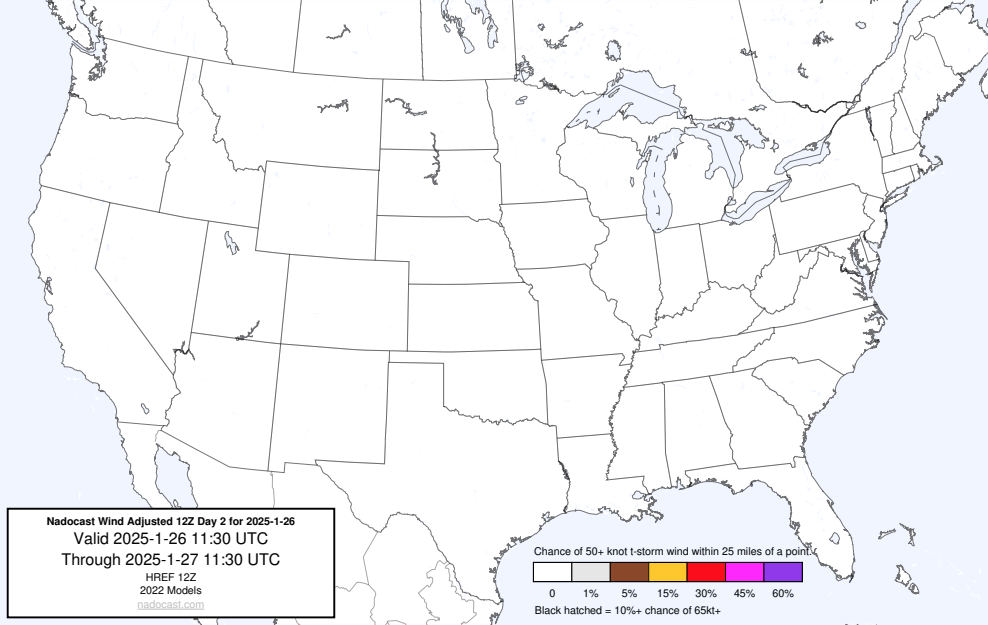 Nadocast Wind Adjusted 12Z Day 2 for 2025-1-26
Valid 2025-1-26 11:30 UTC
Through 2025-1-27 11:30 UTC
HREF 12Z
2022 Models
nadocast.com
Chance of 50+ knot t-storm wind within 25 miles of a point.
0 1% 5% 15% 30% 45% 60%
Black hatched = 10%+ chance of 65kt+